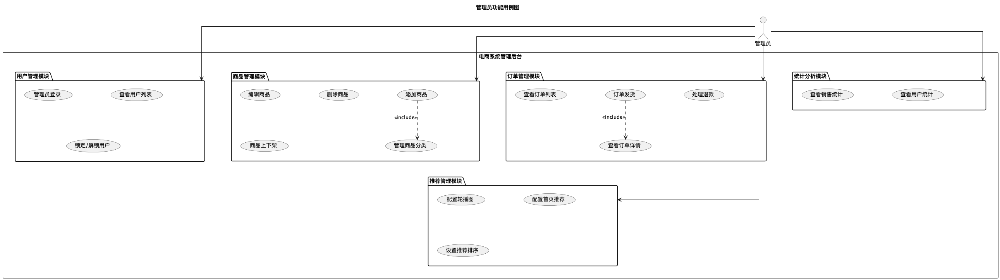 管理员功能用例图
管理员
电商系统管理后台
用户管理模块
管理员登录
查看用户列表
锁定/解锁用户
商品管理模块
编辑商品
删除商品
添加商品
«include»
商品上下架
管理商品分类
订单管理模块
查看订单列表
订单发货
处理退款
«include»
查看订单详情
统计分析模块
查看销售统计
查看用户统计
推荐管理模块
配置轮播图
配置首页推荐
设置推荐排序